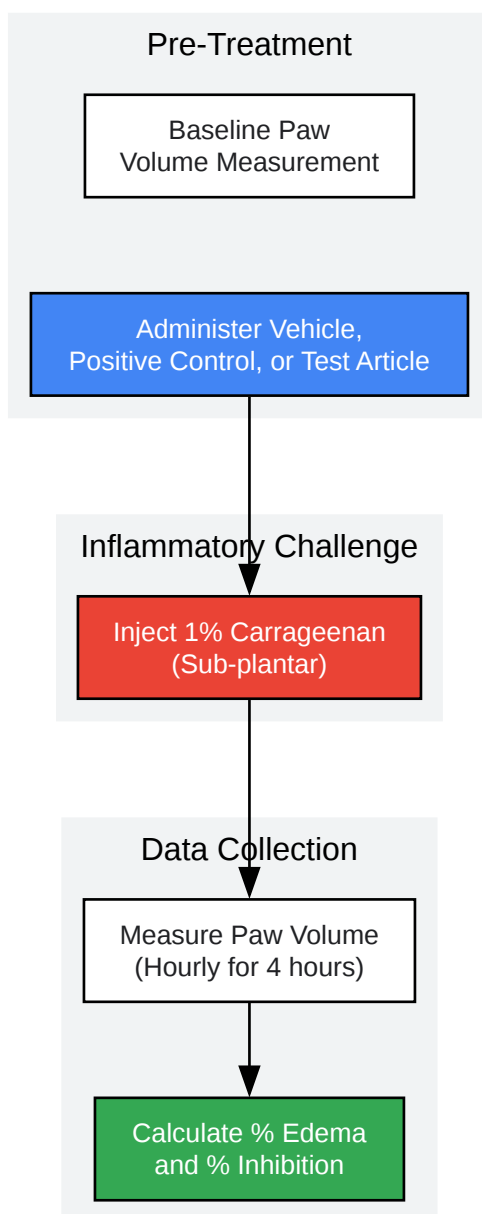 Pre-Treatment
Baseline Paw
Volume Measurement
Administer Vehicle,
Positive Control, or Test Article
Inflammatory Challenge
Inject 1% Carrageenan
(Sub-plantar)
Data Collection
Measure Paw Volume
(Hourly for 4 hours)
Calculate % Edema
and % Inhibition